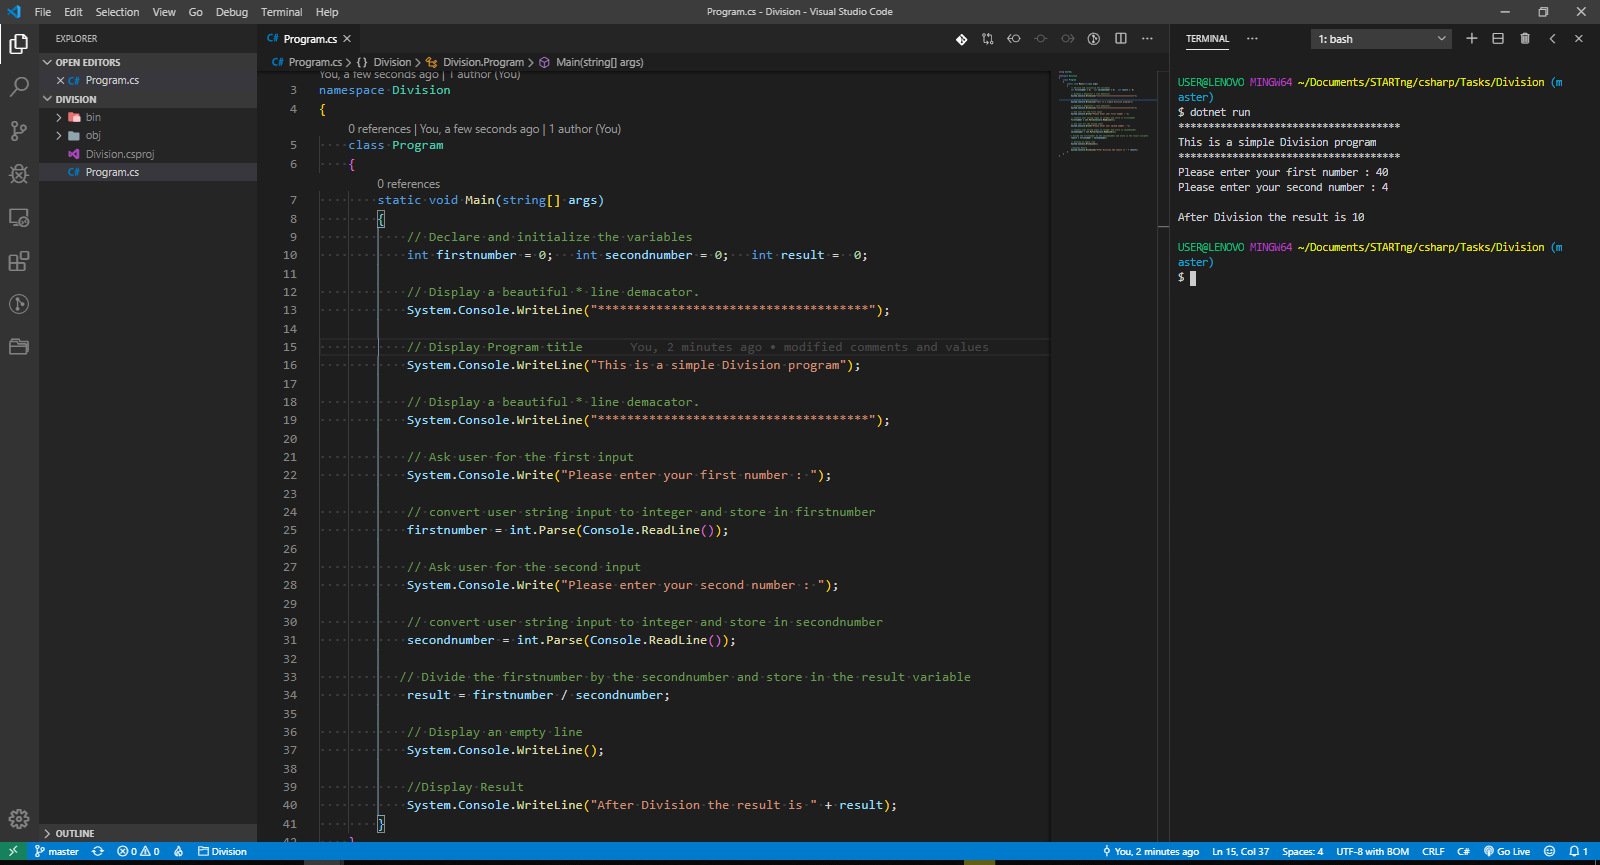 File Edit Selection View Go Debug Terminal Help
Program.cs - Division - Visual Studio Code
EXPLORER
OPEN EDITORS
C# Program.cs
DIVISION
bin
obj
Division.csproj
C# Program.cs
OUTLINE
C# Program.cs
C# Program.cs > {} Division > Division.Program > Main(string[] args)
You, a few seconds ago | 1 author (You)
3 namespace Division
4 {
0 references | You, a few seconds ago | 1 author (You)
5 class Program
6 {
0 references
7 static void Main(string[] args)
8 {
9 // Declare and initialize the variables
10 int firstnumber = 0; int secondnumber = 0; int result = 0;
11
12 // Display a beautiful * line demacator.
13 System.Console.WriteLine("*************************************");
14
15 // Display Program title You, 2 minutes ago • modified comments and values
16 System.Console.WriteLine("This is a simple Division program");
17
18 // Display a beautiful * line demacator.
19 System.Console.WriteLine("*************************************");
20
21 // Ask user for the first input
22 System.Console.Write("Please enter your first number : ");
23
24 // convert user string input to integer and store in firstnumber
25 firstnumber = int.Parse(Console.ReadLine());
26
27 // Ask user for the second input
28 System.Console.Write("Please enter your second number : ");
29
30 // convert user string input to integer and store in secondnumber
31 secondnumber = int.Parse(Console.ReadLine());
32
33 // Divide the firstnumber by the secondnumber and store in the result variable
34 result = firstnumber / secondnumber;
35
36 // Display an empty line
37 System.Console.WriteLine();
38
39 //Display Result
40 System.Console.WriteLine("After Division the result is " + result);
41 }
TERMINAL
1: bash
USER@LENOVO MINGW64 ~/Documents/STARTng/csharp/Tasks/Division (m
aster)
$ dotnet run
*************************************
This is a simple Division program
*************************************
Please enter your first number : 40
Please enter your second number : 4
After Division the result is 10
USER@LENOVO MINGW64 ~/Documents/STARTng/csharp/Tasks/Division (m
aster)
$
master 0 0 Division
You, 2 minutes ago Ln 15, Col 37 Spaces: 4 UTF-8 with BOM CRLF C# Go Live 1